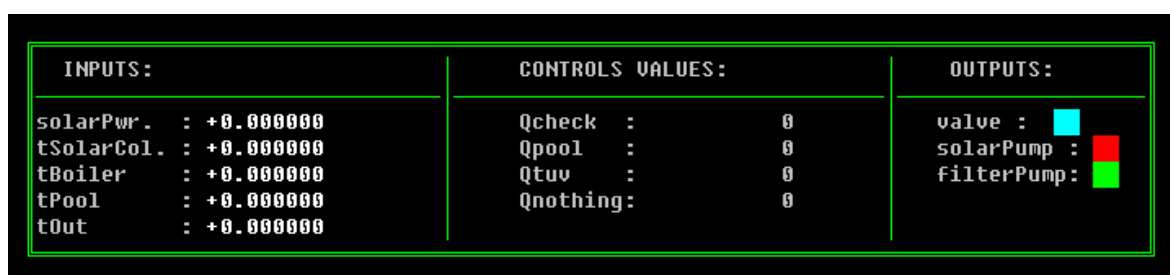 INPUTS: CONTROLS VALUES: OUTPUTS:
solarPwr. : +0.000000 Qcheck : 0 valve :
tSolarCol. : +0.000000 Qpool : 0 solarPump :
tBoiler : +0.000000 Qtuv : 0 filterPump:
tPool : +0.000000 Qnothing: 0
tOut : +0.000000